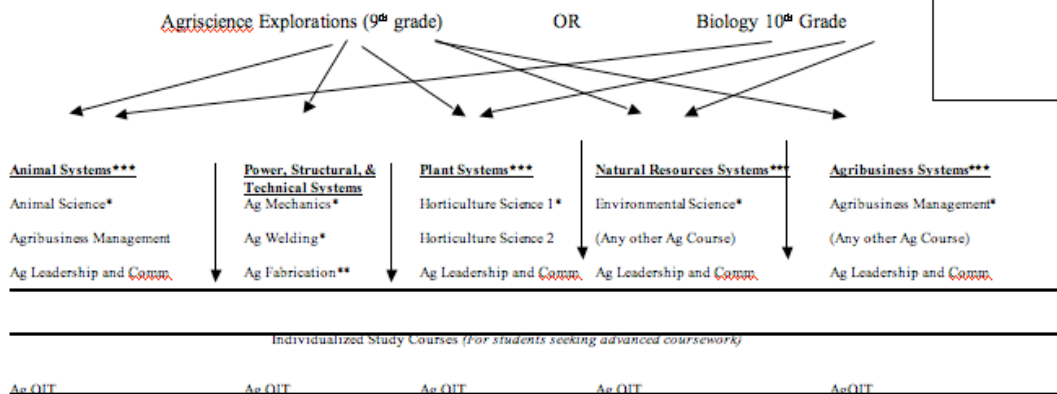 Agriscience Explorations (9th grade) OR Biology 10th Grade
Animal Systems*** Power, Structural, & Plant Systems*** Natural Resources Systems*** Agribusiness Systems***
Technical Systems
Animal Science* Ag Mechanics* Horticulture Science 1* Environmental Science* Agribusiness Management*
Agribusiness Management Ag Welding* Horticulture Science 2 (Any other Ag Course) (Any other Ag Course)
Ag Leadership and Comm. Ag Fabrication** Ag Leadership and Comm. Ag Leadership and Comm. Ag Leadership and Comm.
Individualized Study Courses (For students seeking advanced coursework)
Ag OJT Ag OJT Ag OJT Ag OJT AgOJT